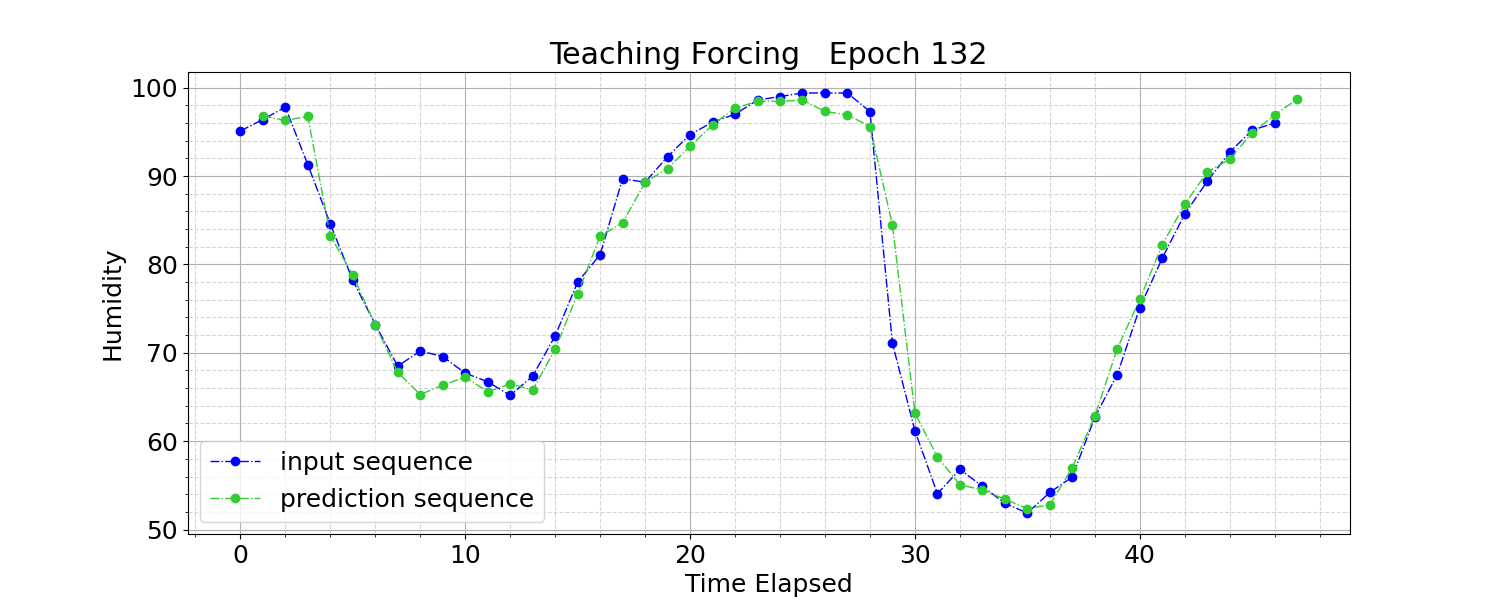 Teaching Forcing   Epoch 132
Humidity
100
90
80
70
60
50
input sequence
prediction sequence
0 10 20 30 40
Time Elapsed